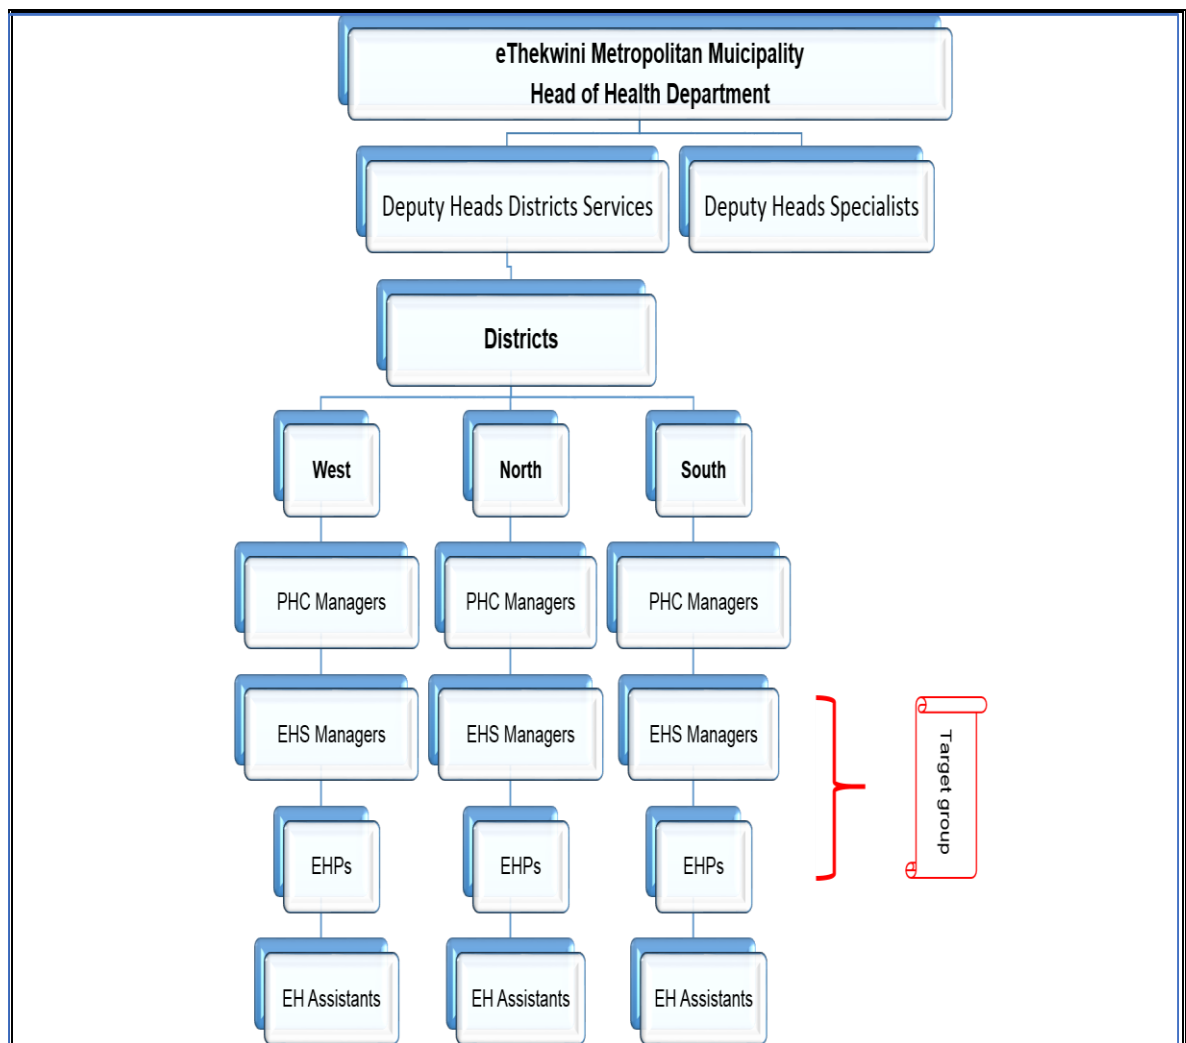 eThekwini Metropolitan Muicipality
Head of Health Department
Deputy Heads Districts Services
Deputy Heads Specialists
Districts
West
North
South
PHC Managers
PHC Managers
PHC Managers
EHS Managers
EHS Managers
EHS Managers
Target group
EHPs
EHPs
EHPs
EH Assistants
EH Assistants
EH Assistants